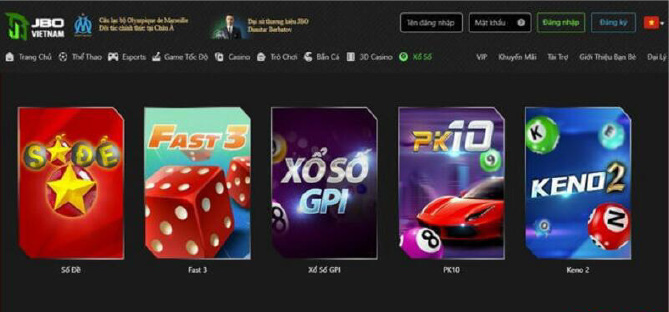 JBO
VIETNAM
Câu lạc bộ Olympique de Marseille
Đối tác chính thức tại Châu Á
Đại sứ thương hiệu JBO
Dimitar Berbatov
Tên đăng nhập
Mật khẩu
Đăng nhập
Đăng ký
Trang Chủ
Thể Thao
Esports
Game Tốc Độ
Casino
Trò Chơi
Bắn Cá
3D Casino
Xổ Số
VIP
Khuyến Mãi
Tài Trợ
Giới Thiệu Bạn Bè
Đại Lý
SỐ ĐỀ
FAST 3
XỔ SỐ
GPI
PK10
9
8
K
KENO 2
N
Số Đề
Fast 3
Xổ Số GPI
PK10
Keno 2